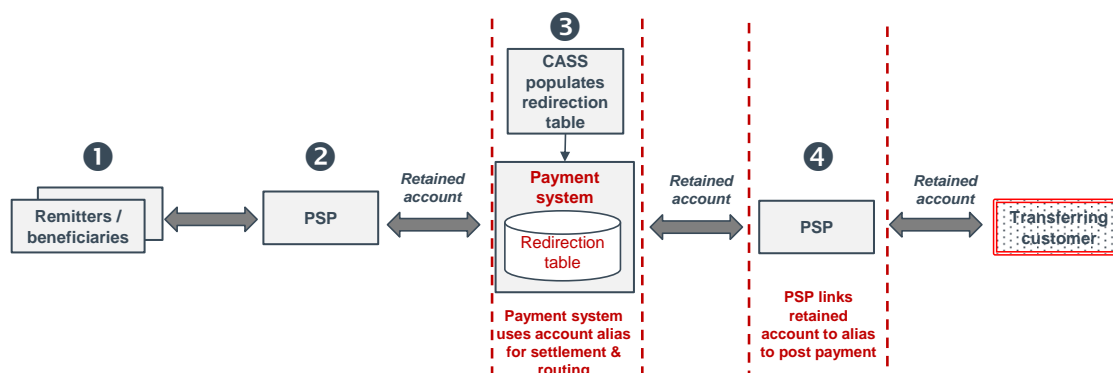 ❸
CASS
populates
redirection
table
❶
❷
❹
Remitters /
beneficiaries
PSP
Retained
account
Payment
system
Redirection
table
Retained
account
PSP
Retained
account
Transferring
customer
Payment system
uses account alias
for settlement &
routing
PSP links
retained
account to alias
to post payment